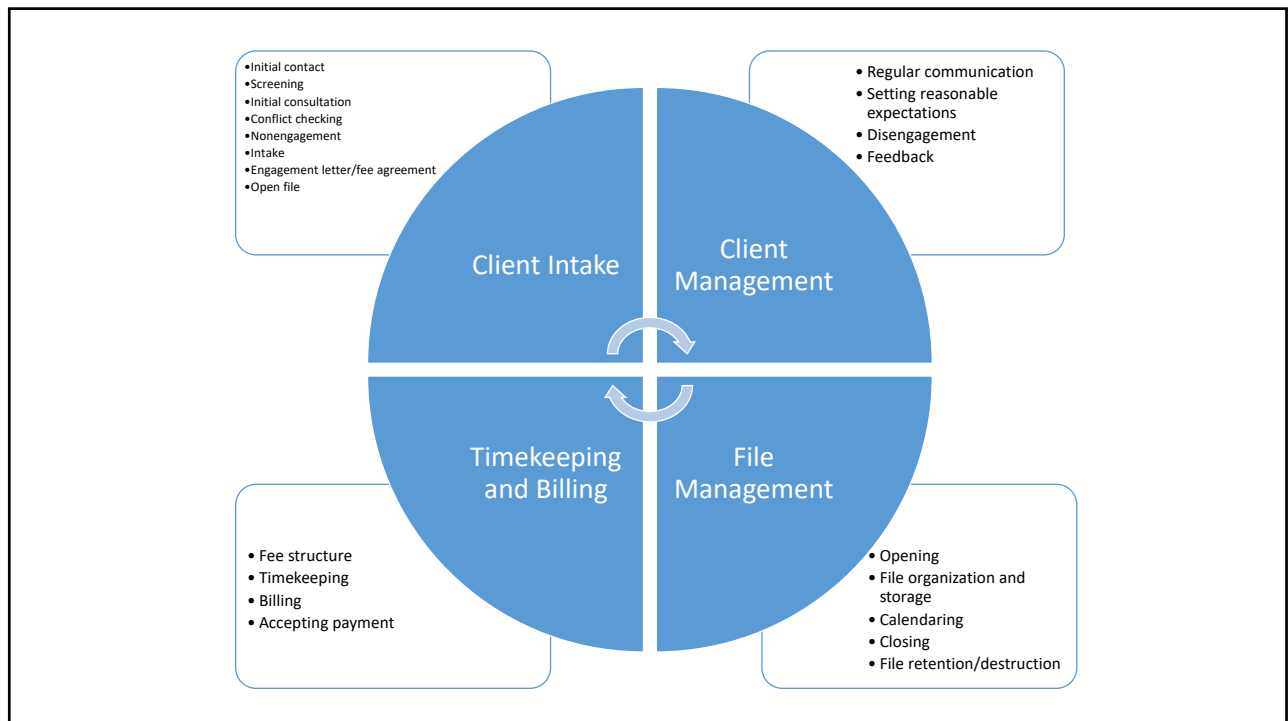 •Initial contact
•Screening
•Initial consultation
•Conflict checking
•Nonengagement
•Intake
•Engagement letter/fee agreement
•Open file
• Regular communication
• Setting reasonable
expectations
• Disengagement
• Feedback
Client Intake
Client
Management
Timekeeping
and Billing
File
Management
• Fee structure
• Timekeeping
• Billing
• Accepting payment
• Opening
• File organization and
storage
• Calendaring
• Closing
• File retention/destruction